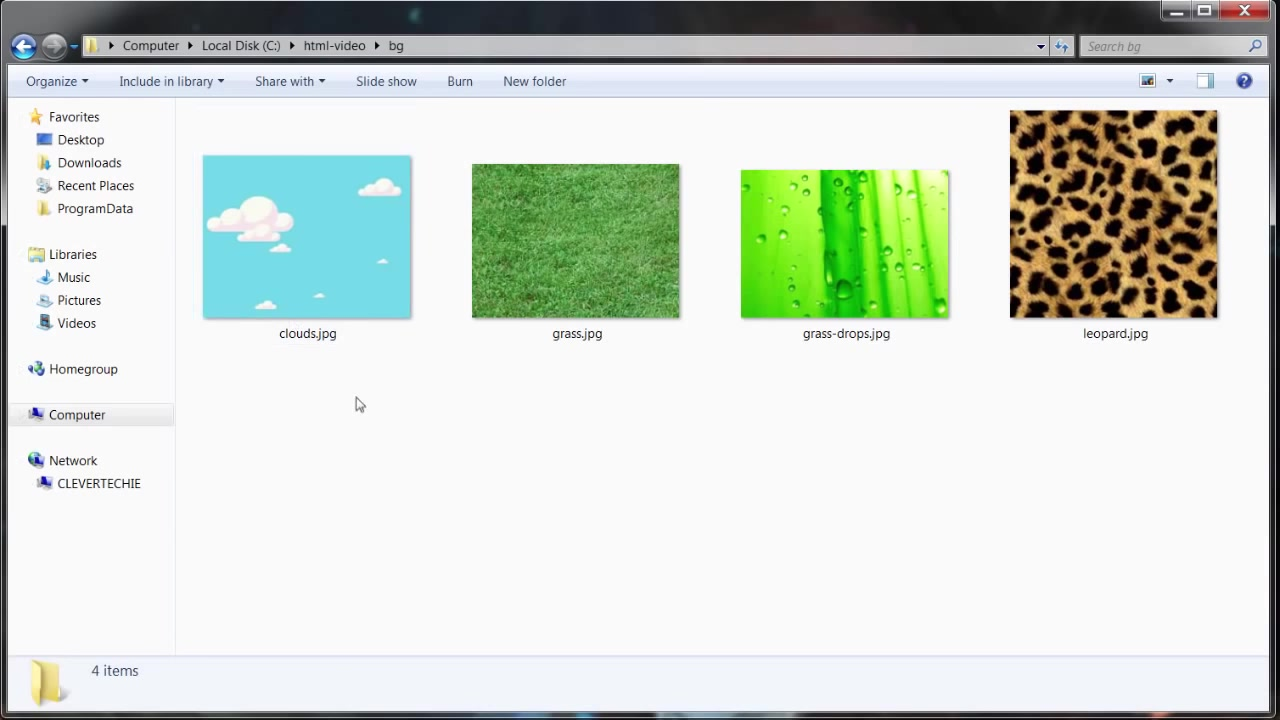 Computer Local Disk (C:) html-video bg
Search bg
Organize Include in library Share with Slide show Burn New folder
Favorites
Desktop
Downloads
Recent Places
ProgramData
Libraries
Music
Pictures
Videos
Homegroup
Computer
Network
CLEVERTECHIE
clouds.jpg
grass.jpg
grass-drops.jpg
leopard.jpg
4 items